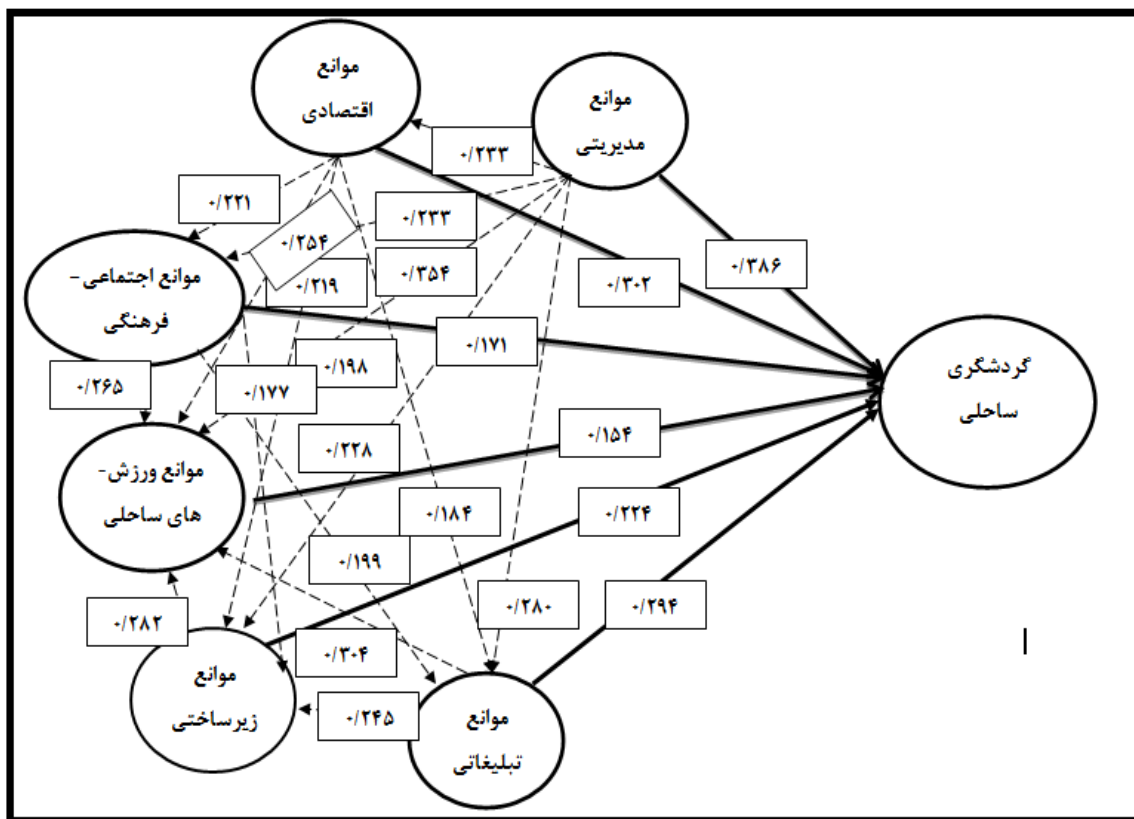 موانع
اقتصادی
موانع
مدیریتی
۰/۲۳۳
۰/۲۲۱
۰/۲۵۴
۰/۲۳۳
۰/۳۸۶
موانع اجتماعی-
فرهنگی
۰/۲۱۹
۰/۳۵۴
۰/۳۰۲
۰/۱۷۱
گردشگری
ساحلی
۰/۲۶۵
۰/۱۷۷
۰/۱۹۸
۰/۱۵۴
موانع ورزش-
های ساحلی
۰/۲۲۸
۰/۱۸۴
۰/۲۲۴
۰/۱۹۹
۰/۲۸۲
۰/۲۸۰
۰/۲۹۴
موانع
زیرساختی
۰/۳۰۴
۰/۲۴۵
موانع
تبلیغاتی